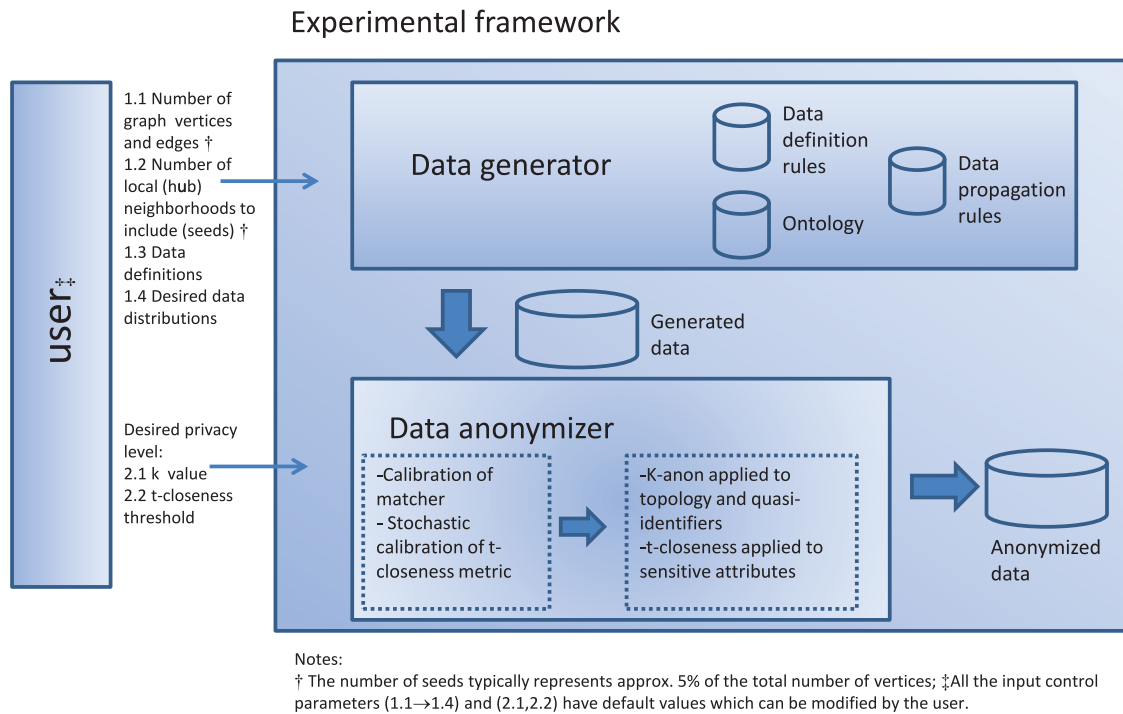 Experimental framework
user‡
1.1 Number of
graph vertices
and edges †
1.2 Number of
local (hub)
neighborhoods to
include (seeds) †
1.3 Data
definitions
1.4 Desired data
distributions
Desired privacy
level:
2.1 k value
2.2 t-closeness
threshold
Data generator
Data
definition
rules
Ontology
Data
propagation
rules
Generated
data
Data anonymizer
-Calibration of
matcher
- Stochastic
calibration of t-
closeness metric
-K-anon applied to
topology and quasi-
identifiers
-t-closeness applied to
sensitive attributes
Anonymized
data
Notes:
† The number of seeds typically represents approx. 5% of the total number of vertices; ‡All the input control
parameters (1.1→1.4) and (2.1,2.2) have default values which can be modified by the user.